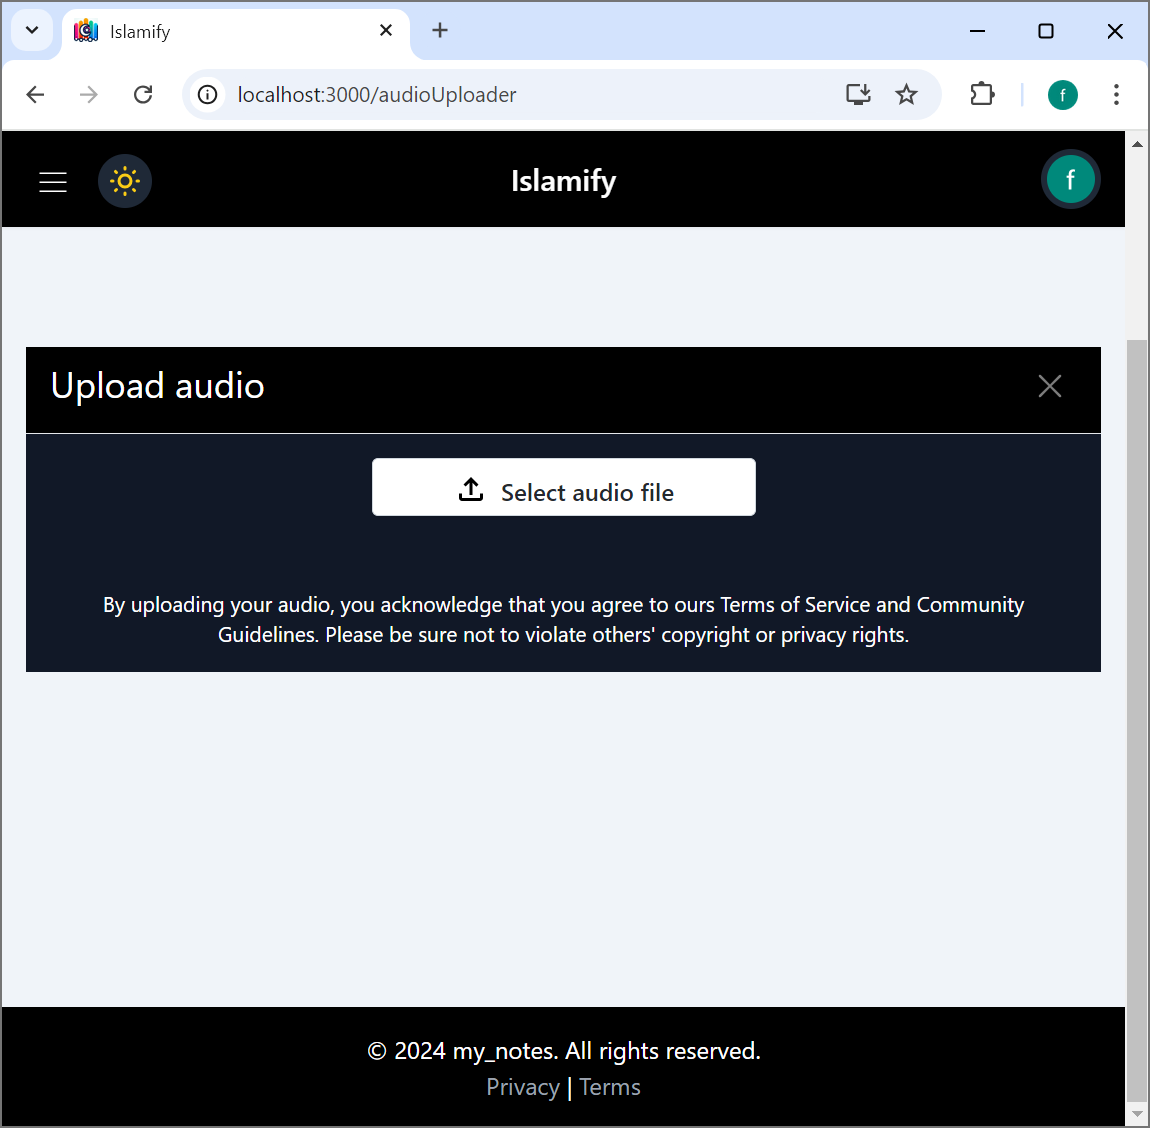 Islamify
localhost:3000/audioUploader
f
Islamify
f
Upload audio
Select audio file
By uploading your audio, you acknowledge that you agree to ours Terms of Service and Community
Guidelines. Please be sure not to violate others' copyright or privacy rights.
© 2024 my_notes. All rights reserved.
Privacy | Terms